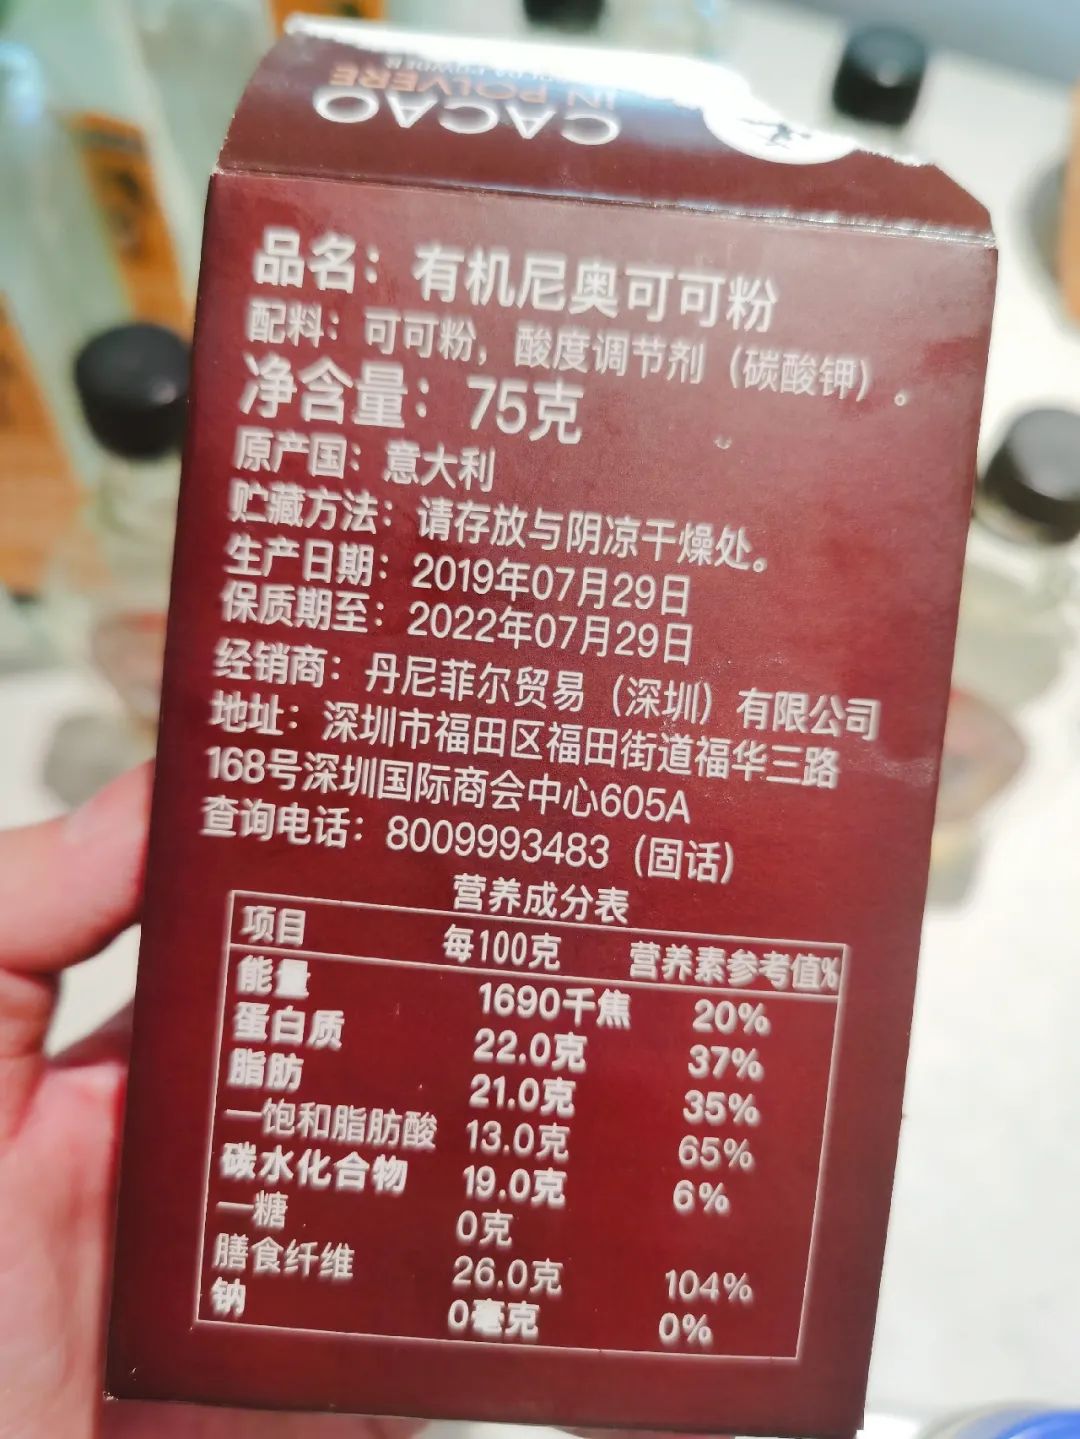 CACAO
IN POLVERE
品名：有机尼奥可可粉
配料：可可粉，酸度调节剂（碳酸钾）。
净含量：75克
原产国：意大利
贮藏方法：请存放与阴凉干燥处。
生产日期：2019年07月29日
保质期至：2022年07月29日
经销商：丹尼菲尔贸易（深圳）有限公司
地址：深圳市福田区福田街道福华三路
168号深圳国际商会中心605A
查询电话：8009993483（固话）
营养成分表
项目 每100克 营养素参考值%
能量 1690千焦 20%
蛋白质 22.0克 37%
脂肪 21.0克 35%
—饱和脂肪酸 13.0克 65%
碳水化合物 19.0克 6%
—糖 0克
膳食纤维 26.0克 104%
钠 0毫克 0%